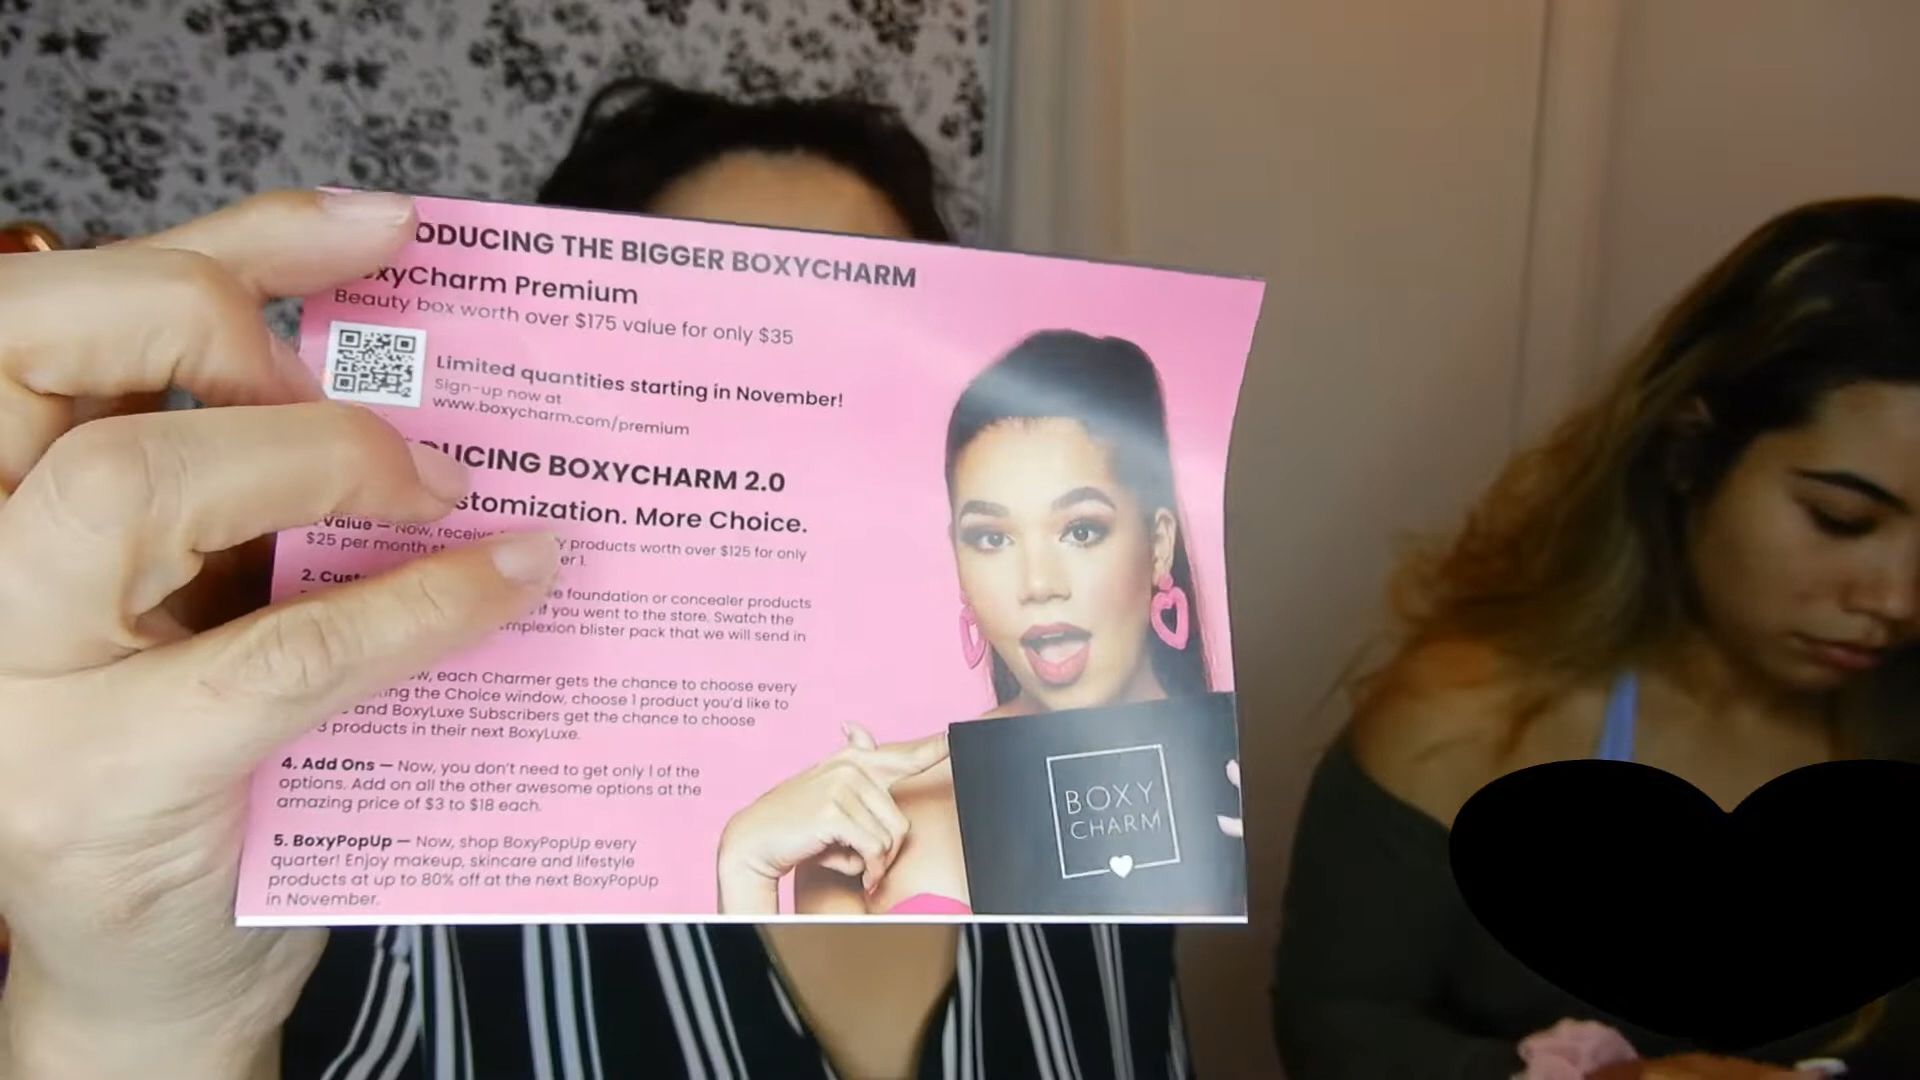 ODUCING THE BIGGER BOXYCHARM
xyCharm Premium
Beauty box worth over $175 value for only $35
Limited quantities starting in November!
Sign-up now at
www.boxycharm.com/premium
UCING BOXYCHARM 2.0
stomization. More Choice.
Value — Now, receive y products worth over $125 for only
$25 per month er 1.
2. Cust
e foundation or concealer products
if you went to the store. Swatch the
mplexion blister pack that we will send in
w, each Charmer gets the chance to choose every
ing the Choice window, choose 1 product you'd like to
and BoxyLuxe Subscribers get the chance to choose
3 products in their next BoxyLuxe.
4. Add Ons — Now, you don't need to get only 1 of the
options. Add on all the other awesome options at the
amazing price of $3 to $18 each.
5. BoxyPopUp — Now, shop BoxyPopUp every
quarter! Enjoy makeup, skincare and lifestyle
products at up to 80% off at the next BoxyPopUp
in November.
BOXY
CHARM